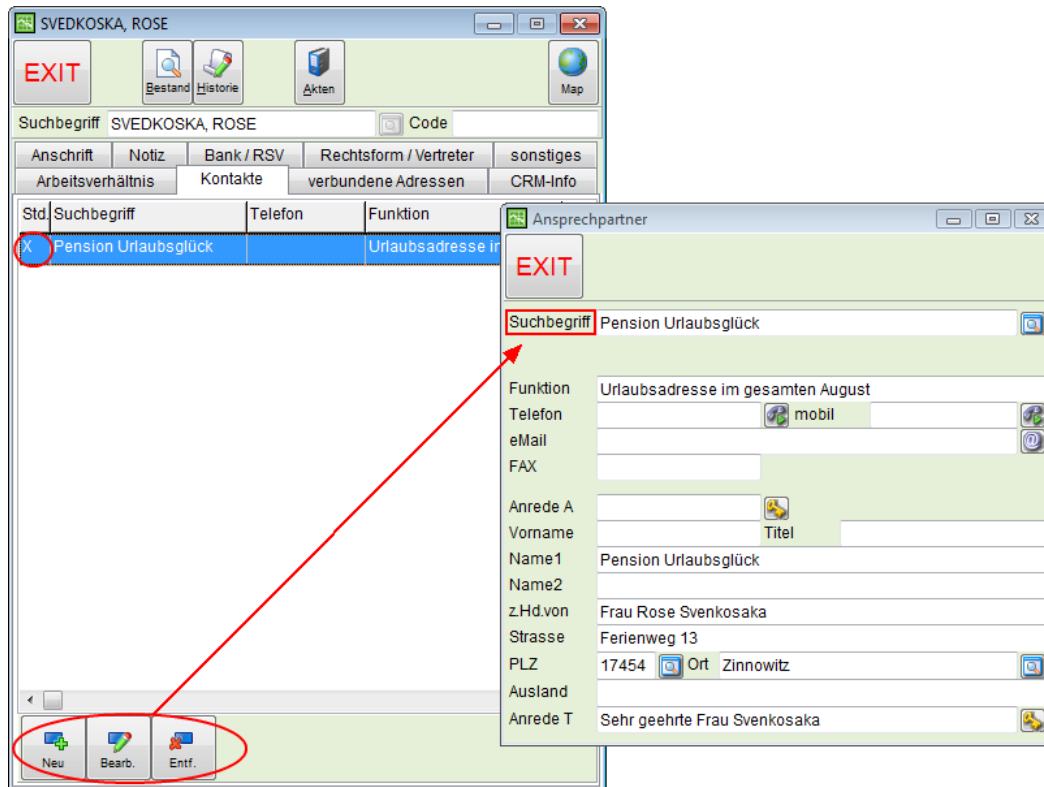 SVEDKOSKA, ROSE
EXIT
Bestand
Historie
Akten
Map
Suchbegriff SVEDKOSKA, ROSE Code
Anschrift Notiz Bank / RSV Rechtsform / Vertreter sonstiges
Arbeitsverhältnis Kontakte verbundene Adressen CRM-Info
Std. Suchbegriff Telefon Funktion
X Pension Urlaubsglück Urlaubsadresse
Neu
Bearb.
Entf.
Ansprechpartner
EXIT
Suchbegriff Pension Urlaubsglück
Funktion Urlaubsadresse im gesamten August
Telefon mobil
eMail @
FAX
Anrede A
Vorname Titel
Name1 Pension Urlaubsglück
Name2
z.Hd.von Frau Rose Svenkosaka
Strasse Ferienweg 13
PLZ 17454 Ort Zinnowitz
Ausland
Anrede T Sehr geehrte Frau Svenkosaka